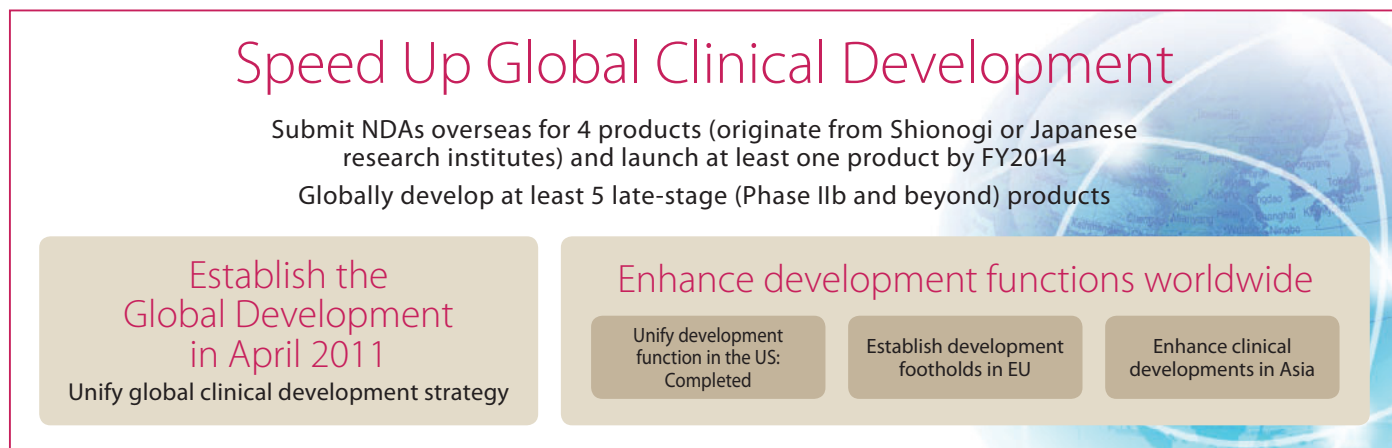 Speed Up Global Clinical Development
Submit NDAs overseas for 4 products (originate from Shionogi or Japanese
research institutes) and launch at least one product by FY2014
Globally develop at least 5 late-stage (Phase IIb and beyond) products
Establish the
Global Development
in April 2011
Unify global clinical development strategy
Enhance development functions worldwide
Unify development
function in the US:
Completed
Establish development
footholds in EU
Enhance clinical
developments in Asia